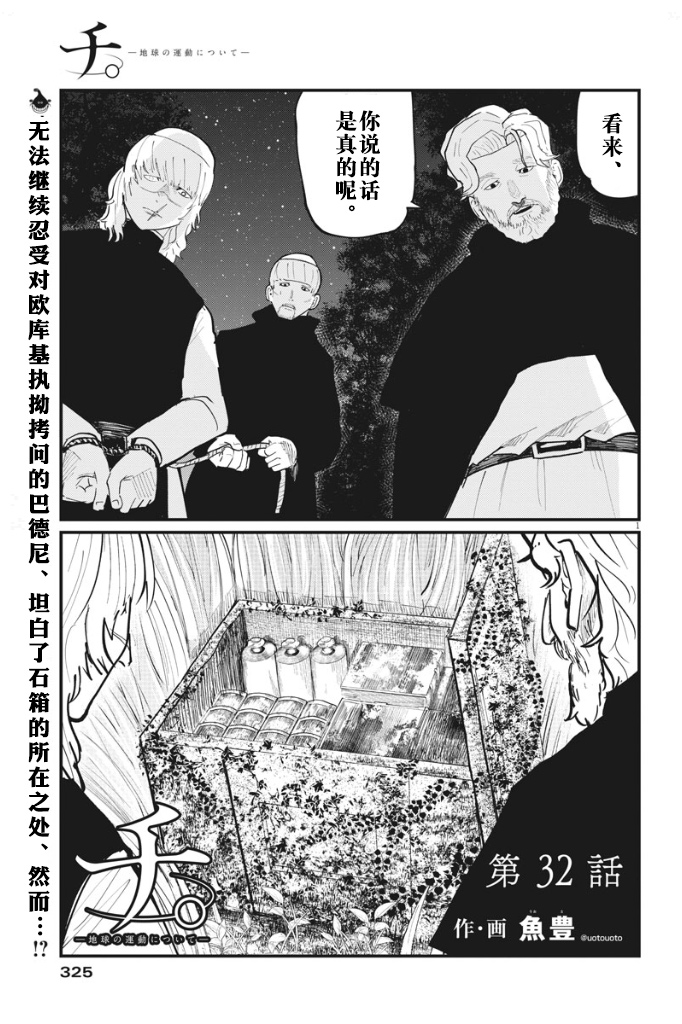 チ。
—地球の運動について—
看来、
你说的话
是真的呢。
无法继续忍受对欧库基执拗拷问的巴德尼、坦白了石箱的所在之处、然而…!?
1
チ。
—地球の運動について—
第32話
作・画 魚豊 @uotouoto
325